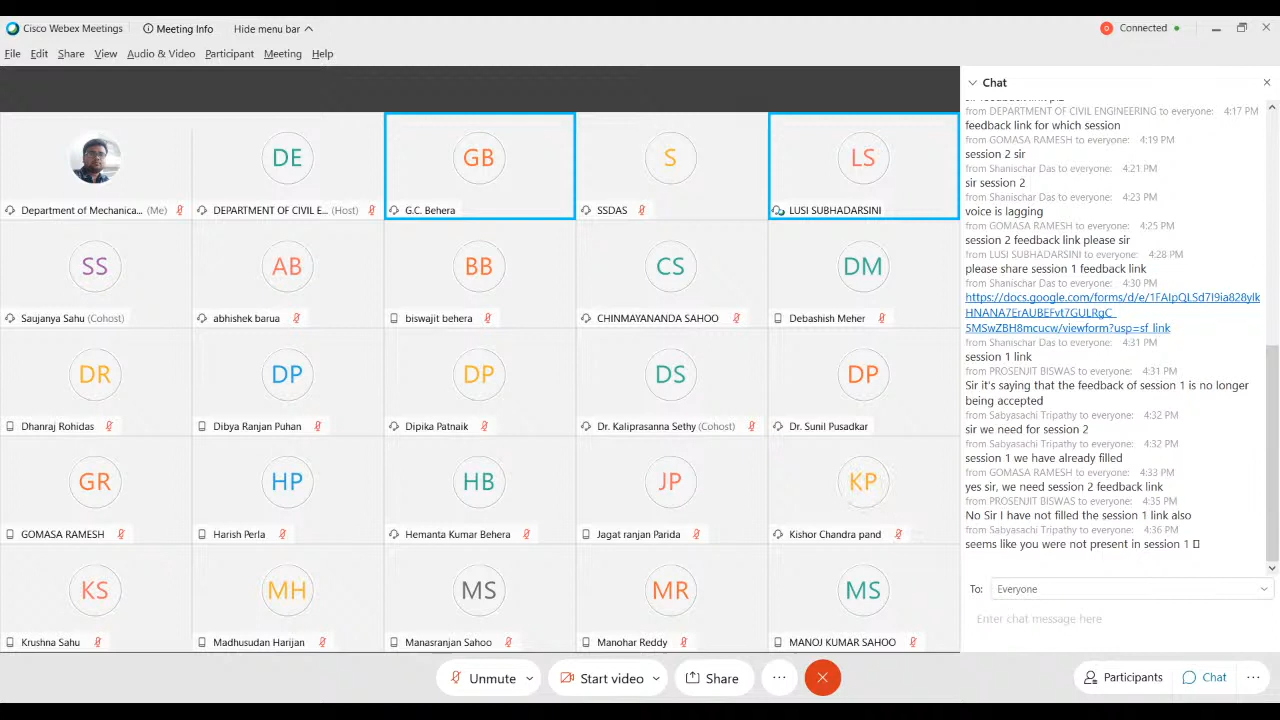 Cisco Webex Meetings Meeting Info Hide menu bar Connected
File Edit Share View Audio & Video Participant Meeting Help
DE GB S LS
Department of Mechanica... (Me) DEPARTMENT OF CIVIL E... (Host) G.C. Behera SSDAS LUSI SUBHADARSINI
SS AB BB CS DM
Saujanya Sahu (Cohost) abhishek barua biswajit behera CHINMAYANANDA SAHOO Debashish Meher
DR DP DP DS DP
Dhanraj Rohidas Dibya Ranjan Puhan Dipika Patnaik Dr. Kaliprasanna Sethy (Cohost) Dr. Sunil Pusadkar
GR HP HB JP KP
GOMASA RAMESH Harish Perla Hemanta Kumar Behera Jagat ranjan Parida Kishor Chandra pand
KS MH MS MR MS
Krushna Sahu Madhusudan Harijan Manasranjan Sahoo Manohar Reddy MANOJ KUMAR SAHOO
Unmute Start video Share
Chat
from DEPARTMENT OF CIVIL ENGINEERING to everyone: 4:17 PM
feedback link for which session
from GOMASA RAMESH to everyone: 4:19 PM
session 2 sir
from Shanischar Das to everyone: 4:21 PM
sir session 2
from Shanischar Das to everyone: 4:23 PM
voice is lagging
from GOMASA RAMESH to everyone: 4:25 PM
session 2 feedback link please sir
from LUSI SUBHADARSINI to everyone: 4:28 PM
please share session 1 feedback link
from Shanischar Das to everyone: 4:30 PM
https://docs.google.com/forms/d/e/1FAIpQLSd7I9ia828ylk
HNANA7ErAUBEFvt7GULRgC_
5MSwZBH8mcucw/viewform?usp=sf_link
from Shanischar Das to everyone: 4:31 PM
session 1 link
from PROSENJIT BISWAS to everyone: 4:31 PM
Sir it's saying that the feedback of session 1 is no longer
being accepted
from Sabyasachi Tripathy to everyone: 4:32 PM
sir we need for session 2
from Sabyasachi Tripathy to everyone: 4:32 PM
session 1 we have already filled
from GOMASA RAMESH to everyone: 4:33 PM
yes sir, we need session 2 feedback link
from PROSENJIT BISWAS to everyone: 4:35 PM
No Sir I have not filled the session 1 link also
from Sabyasachi Tripathy to everyone: 4:36 PM
seems like you were not present in session 1
To: Everyone
Enter chat message here
Participants Chat